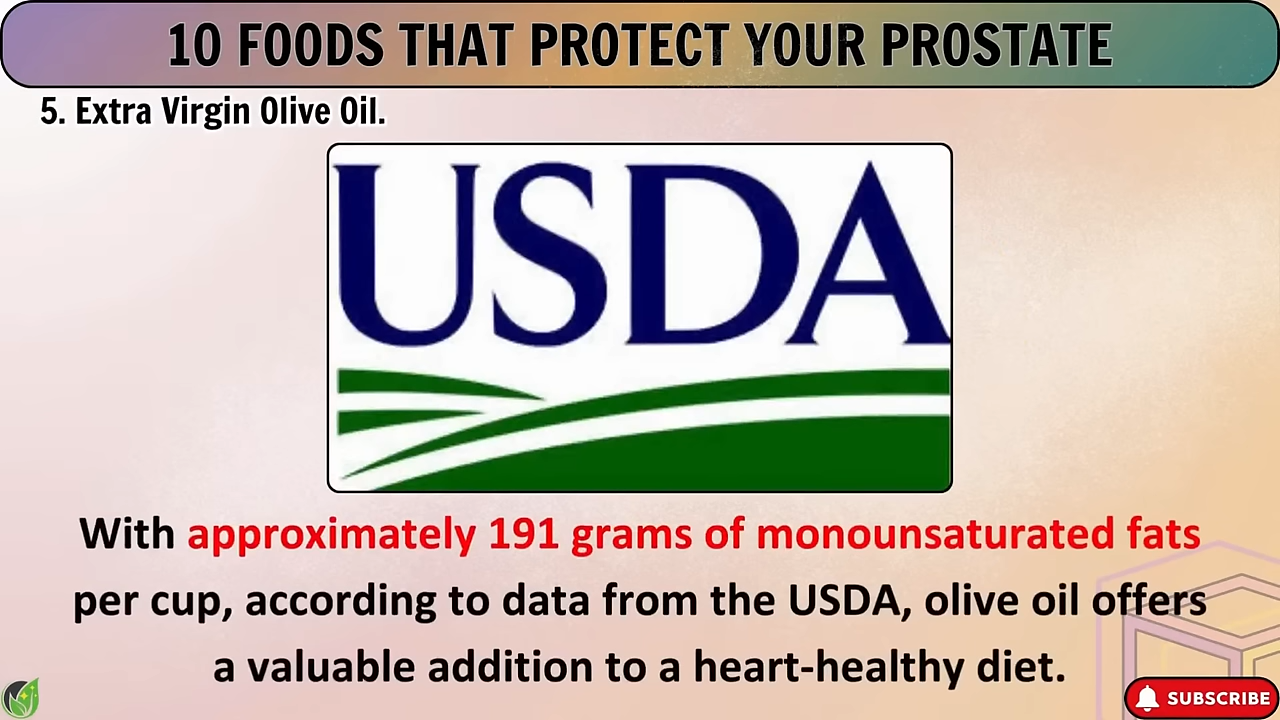 10 FOODS THAT PROTECT YOUR PROSTATE
5. Extra Virgin Olive Oil.
USDA
With approximately 191 grams of monounsaturated fats
per cup, according to data from the USDA, olive oil offers
a valuable addition to a heart-healthy diet.
SUBSCRIBE